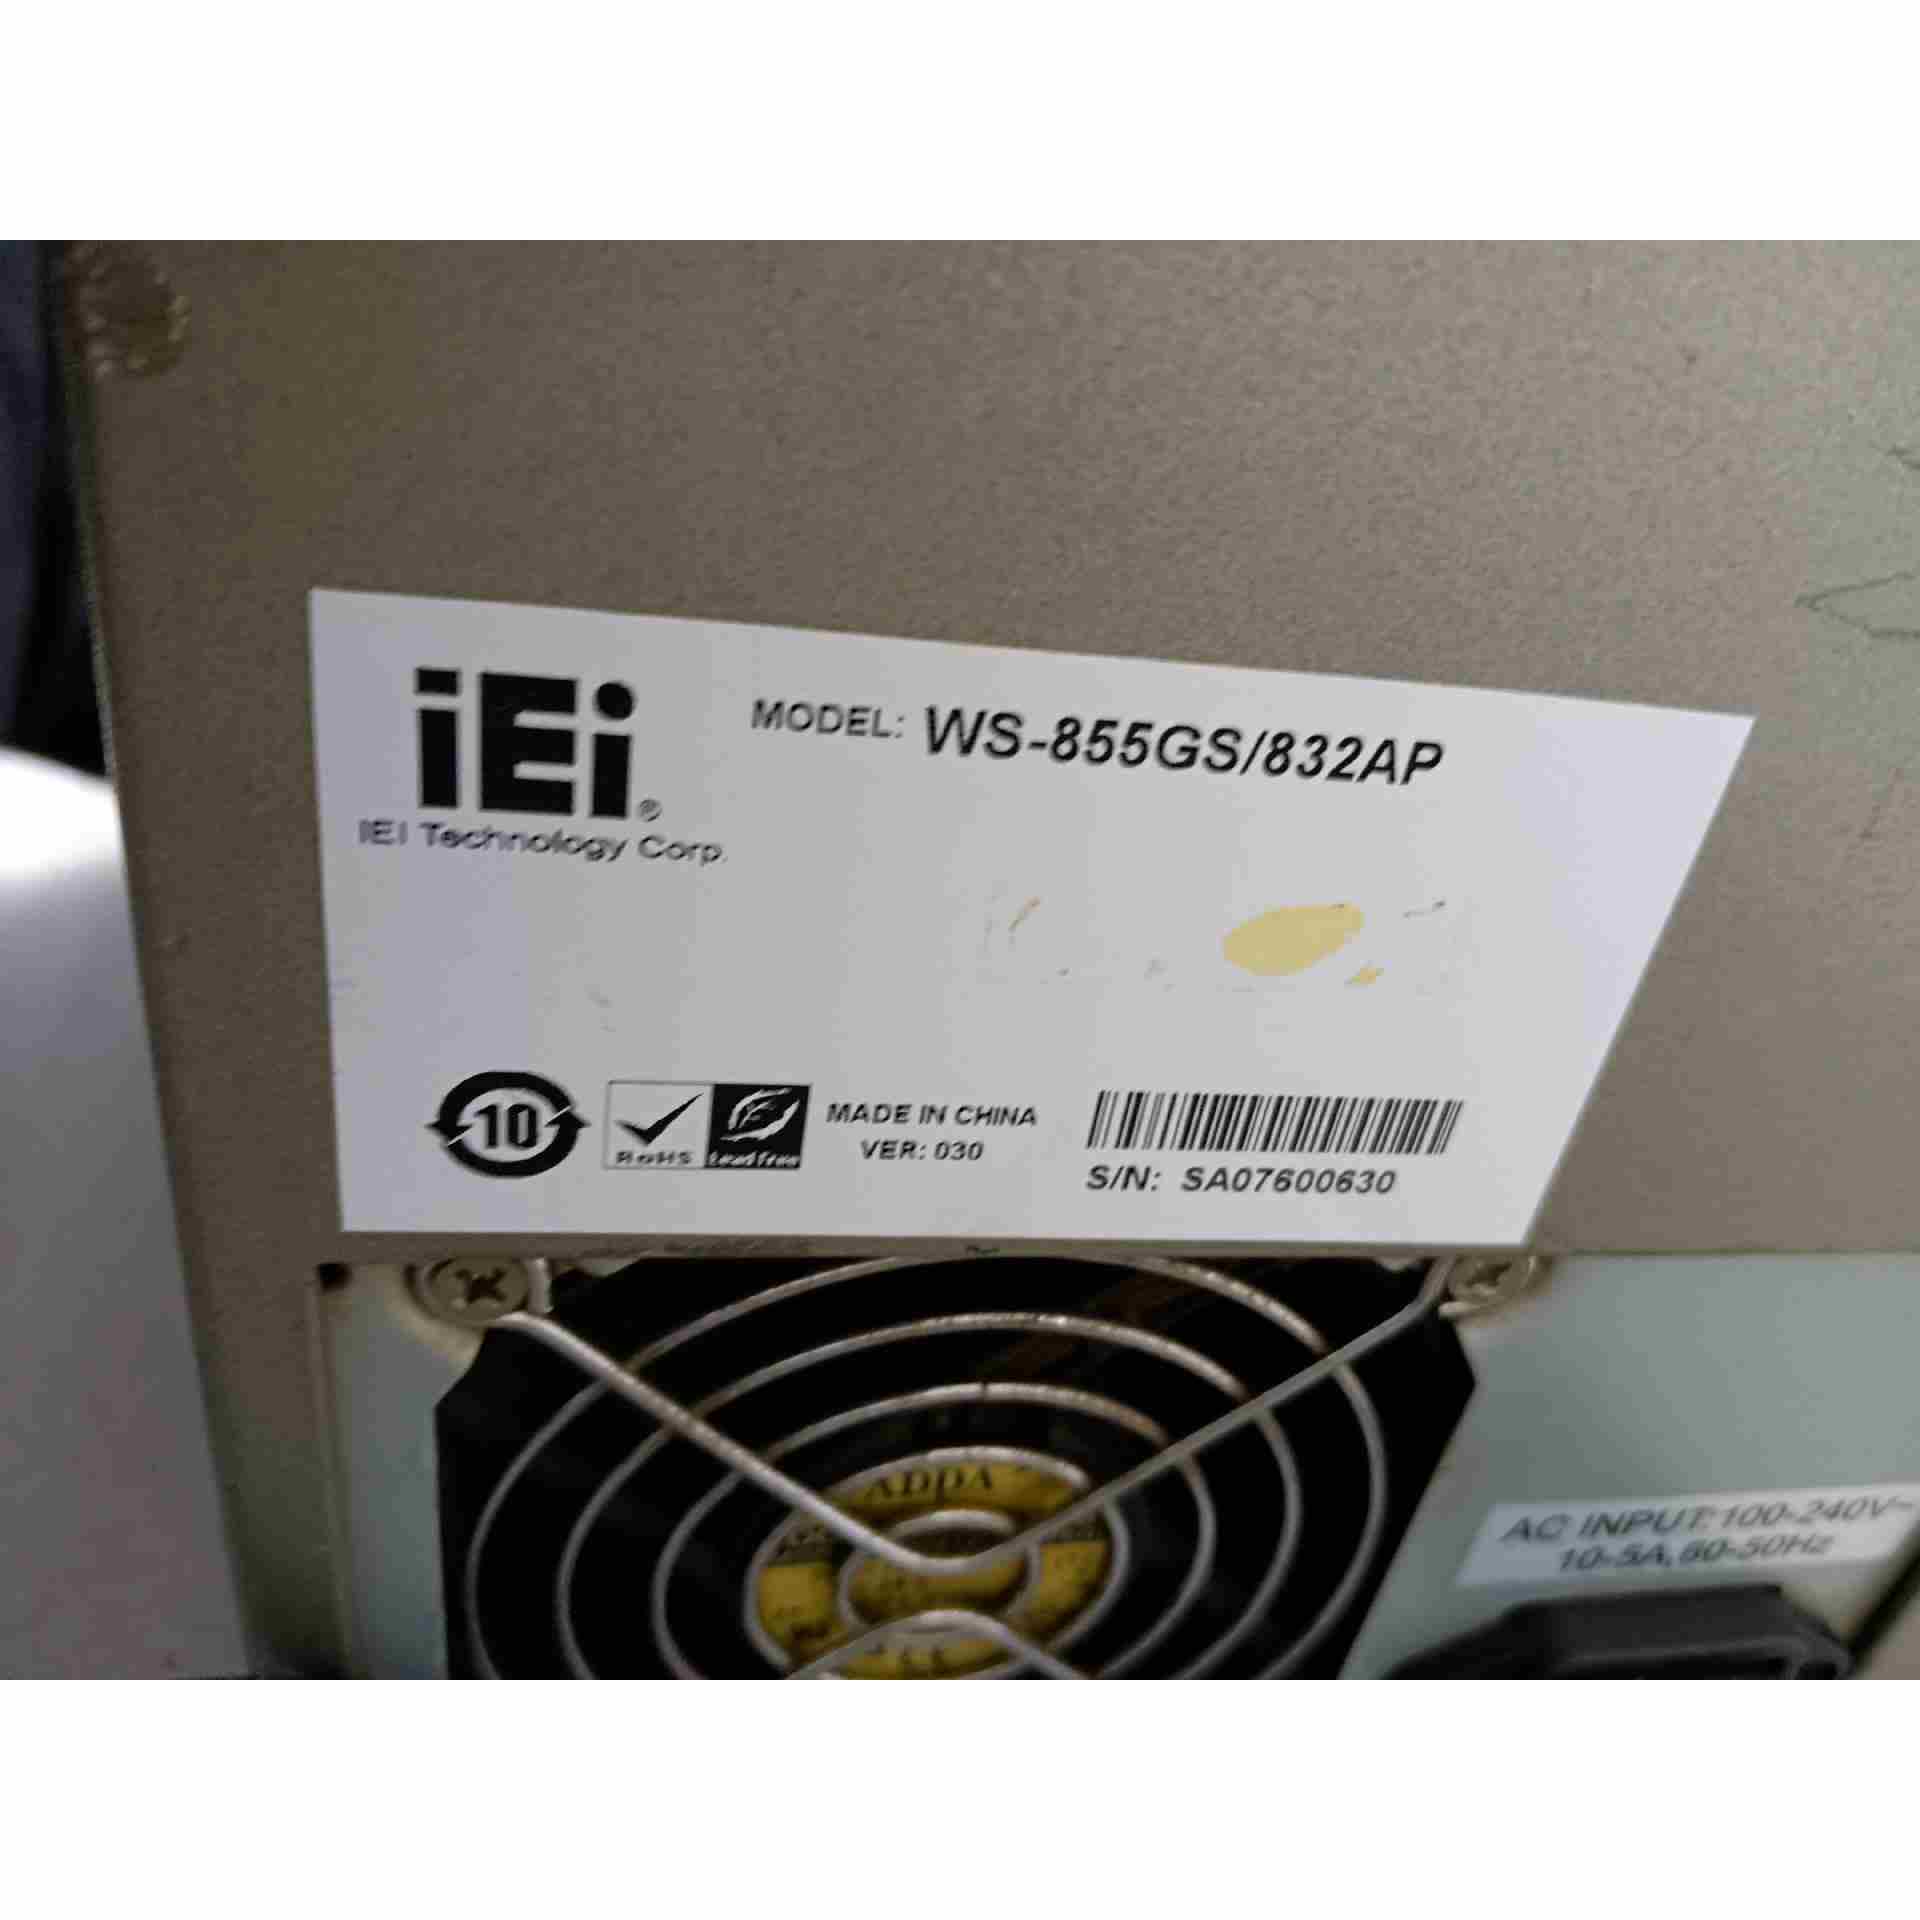 iEi®
IEI Technology Corp.
MODEL: WS-855GS/832AP
10
RoHS
Lead Free
MADE IN CHINA
VER: 030
S/N: SA07600630
ADDA
AC INPUT:100-240V~
10-5A,60-50Hz